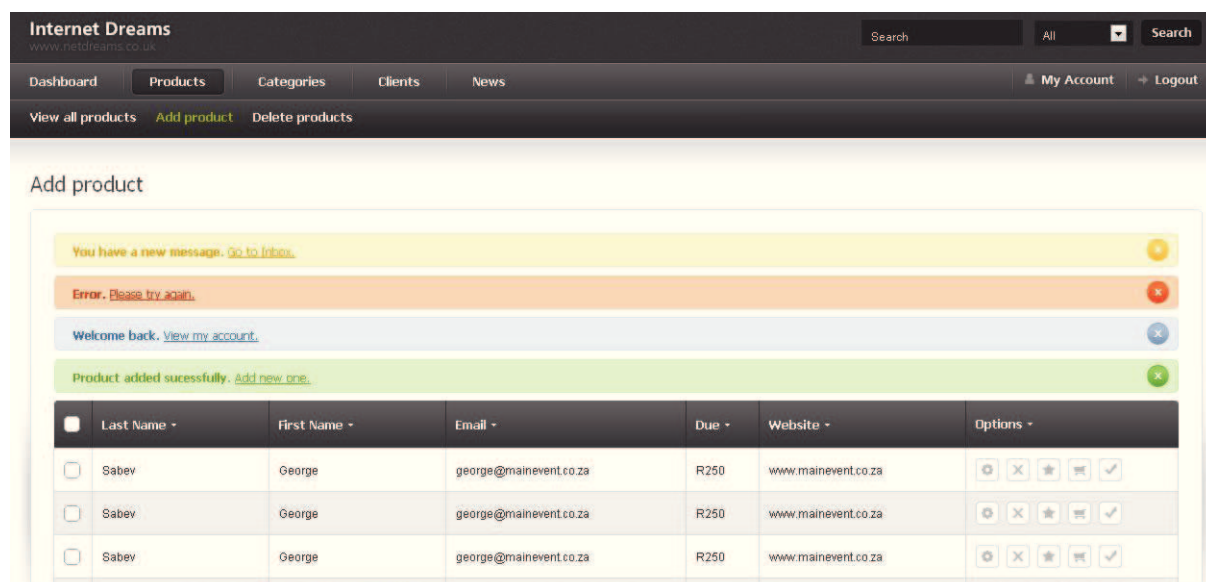 Internet Dreams
www.netdreams.co.uk
Search All Search
Dashboard Products Categories Clients News My Account Logout
View all products Add product Delete products
Add product
You have a new message. Go to Inbox.
Error. Please try again.
Welcome back. View my account.
Product added sucessfully. Add new one.
Last Name First Name Email Due Website Options
Sabev George george@mainevent.co.za R250 www.mainevent.co.za
Sabev George george@mainevent.co.za R250 www.mainevent.co.za
Sabev George george@mainevent.co.za R250 www.mainevent.co.za